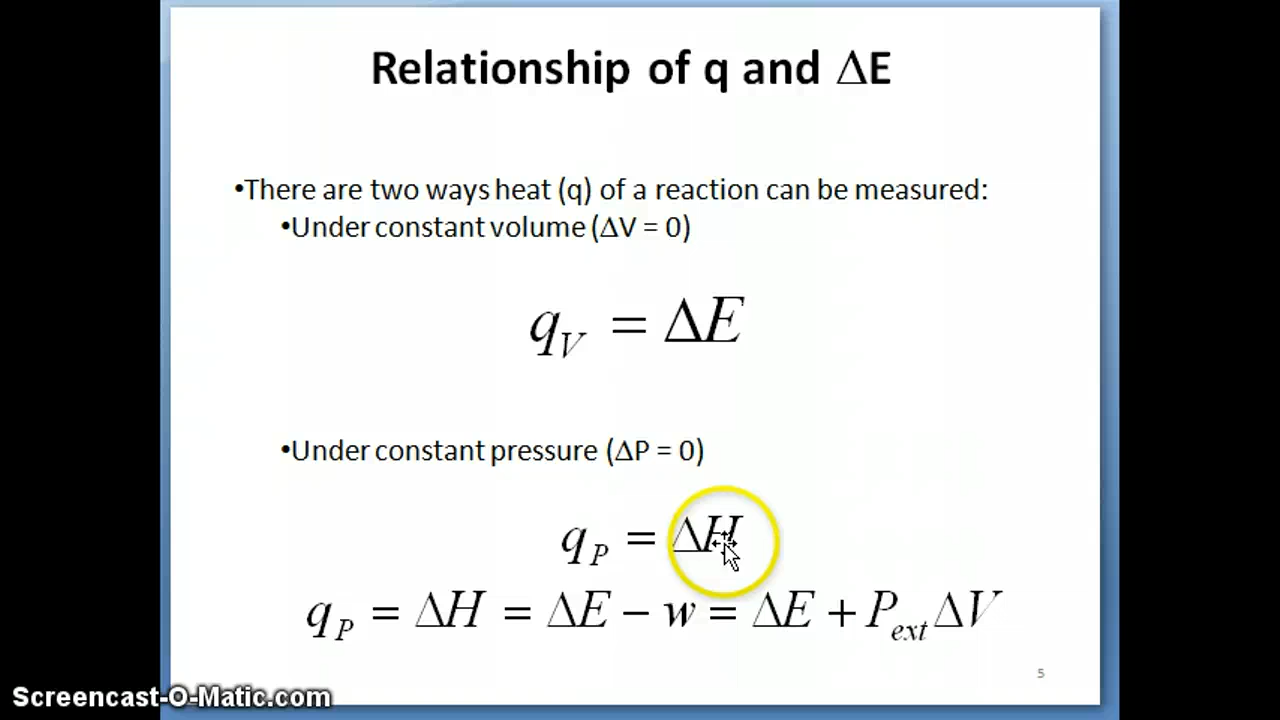 Relationship of q and ΔE
•There are two ways heat (q) of a reaction can be measured:
•Under constant volume (ΔV = 0)
q_V = ΔE
•Under constant pressure (ΔP = 0)
q_P = ΔH
q_P = ΔH = ΔE − w = ΔE + P_ext ΔV
5
Screencast-O-Matic.com